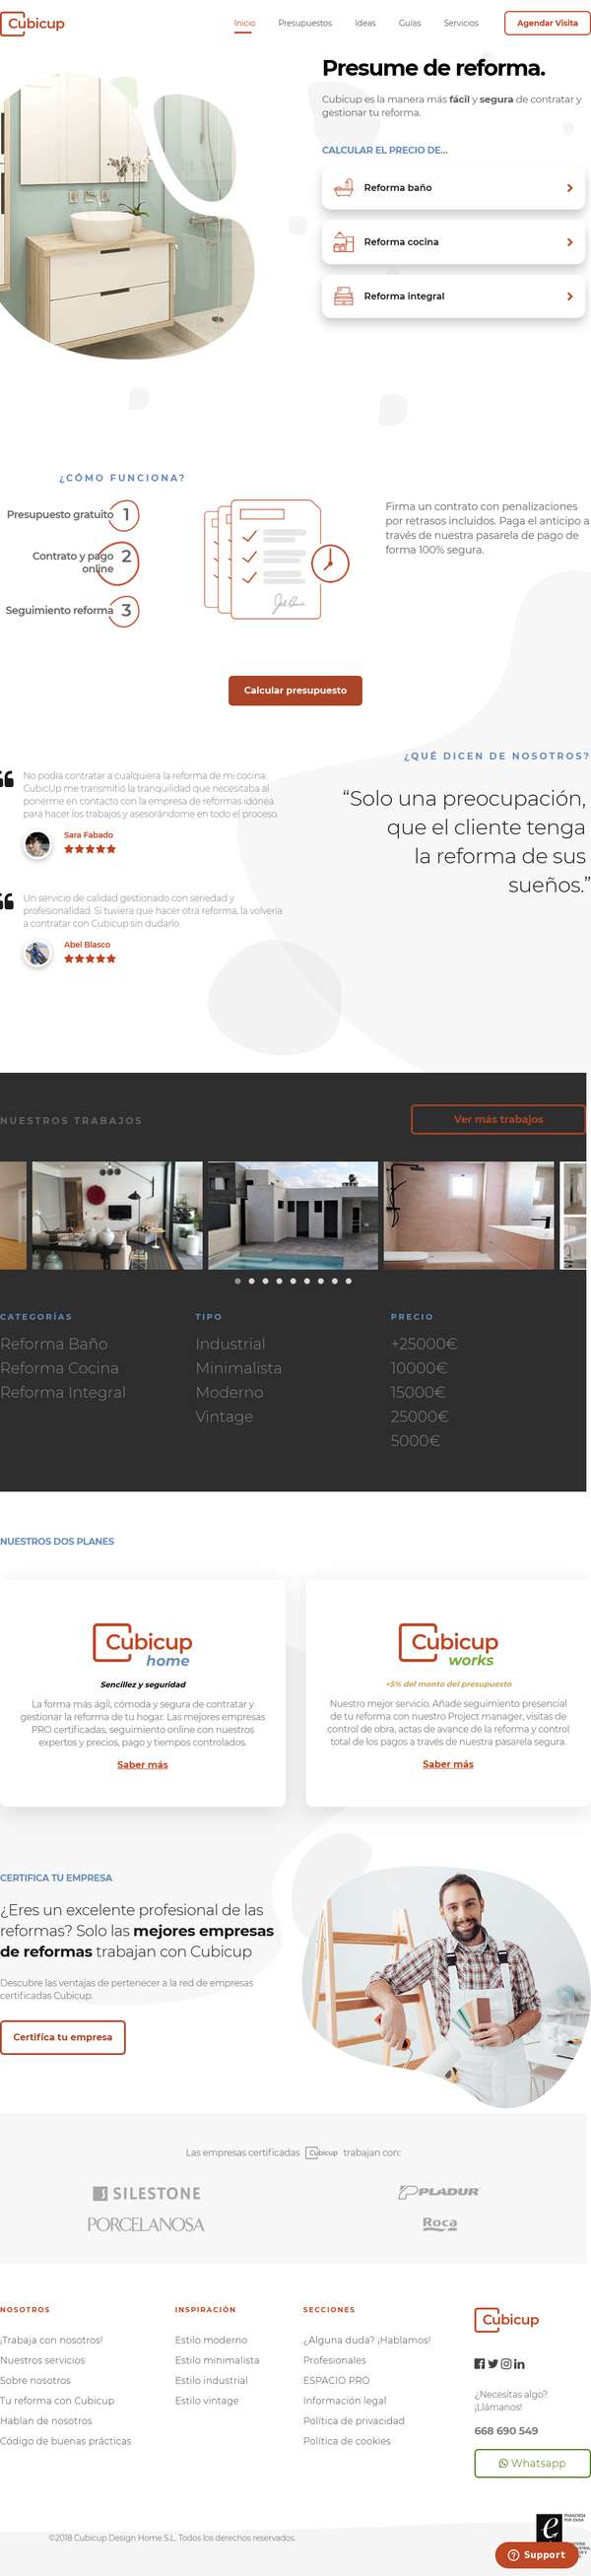 Cubicup
Inicio
Presupuestos
Ideas
Guías
Servicios
Agendar Visita
Presume de reforma.
Cubicup es la manera más fácil y segura de contratar y
gestionar tu reforma.
CALCULAR EL PRECIO DE...
Reforma baño
Reforma cocina
Reforma integral
¿CÓMO FUNCIONA?
Presupuesto gratuito 1
Contrato y pago
online
2
Seguimiento reforma 3
Firma un contrato con penalizaciones
por retrasos incluidos. Paga el anticipo a
través de nuestra pasarela de pago de
forma 100% segura.
Calcular presupuesto
¿QUÉ DICEN DE NOSOTROS?
“Solo una preocupación,
que el cliente tenga
la reforma de sus
sueños.”
No podía contratar a cualquiera la reforma de mi cocina.
CubicUp me transmitió la tranquilidad que necesitaba al
ponerme en contacto con la empresa de reformas idónea
para hacer los trabajos y asesorándome en todo el proceso.
Sara Fabado
Un servicio de calidad gestionado con seriedad y
profesionalidad. Si tuviera que hacer otra reforma, la volvería
a contratar con Cubicup sin dudarlo.
Abel Blasco
NUESTROS TRABAJOS
Ver más trabajos
CATEGORÍAS
Reforma Baño
Reforma Cocina
Reforma Integral
TIPO
Industrial
Minimalista
Moderno
Vintage
PRECIO
+25000€
10000€
15000€
25000€
5000€
NUESTROS DOS PLANES
Cubicup
home
Sencillez y seguridad
La forma más ágil, cómoda y segura de contratar y
gestionar la reforma de tu hogar. Las mejores empresas
PRO certificadas, seguimiento online con nuestros
expertos y precios, pago y tiempos controlados.
Saber más
Cubicup
works
+5% del monto del presupuesto
Nuestro mejor servicio. Añade seguimiento presencial
de tu reforma con nuestro Project manager, visitas de
control de obra, actas de avance de la reforma y control
total de los pagos a través de nuestra pasarela segura.
Saber más
CERTIFICA TU EMPRESA
¿Eres un excelente profesional de las
reformas? Solo las mejores empresas
de reformas trabajan con Cubicup
Descubre las ventajas de pertenecer a la red de empresas
certificadas Cubicup.
Certifica tu empresa
Las empresas certificadas Cubicup trabajan con:
SILESTONE
PLADUR
PORCELANOSA
Roca
NOSOTROS
¡Trabaja con nosotros!
Nuestros servicios
Sobre nosotros
Tu reforma con Cubicup
Hablan de nosotros
Código de buenas prácticas
INSPIRACIÓN
Estilo moderno
Estilo minimalista
Estilo industrial
Estilo vintage
SECCIONES
¿Alguna duda? ¡Hablamos!
Profesionales
ESPACIO PRO
Información legal
Política de privacidad
Política de cookies
Cubicup
¿Necesitas algo?
¡Llámanos!
668 690 549
Whatsapp
©2018 Cubicup Design Home S.L. Todos los derechos reservados.
FINANCIADA
POR ENISA
Support